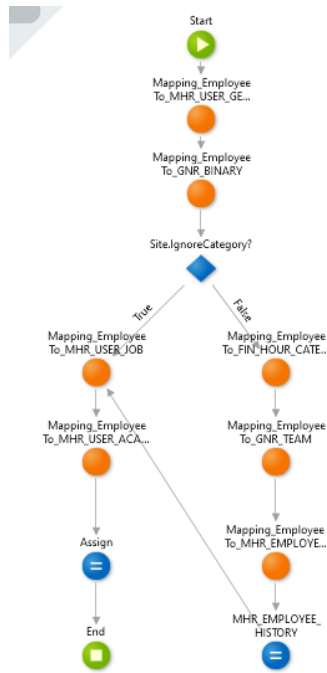 Start
Mapping_Employee
To_MHR_USER_GE...
Mapping_Employee
To_GNR_BINARY
Site.IgnoreCategory?
True
False
Mapping_Employee
To_MHR_USER_JOB
Mapping_Employee
To_FIN_HOUR_CATE...
Mapping_Employee
To_MHR_USER_ACA...
Mapping_Employee
To_GNR_TEAM
Assign
Mapping_Employee
To_MHR_EMPLOYE...
End
MHR_EMPLOYEE_
HISTORY